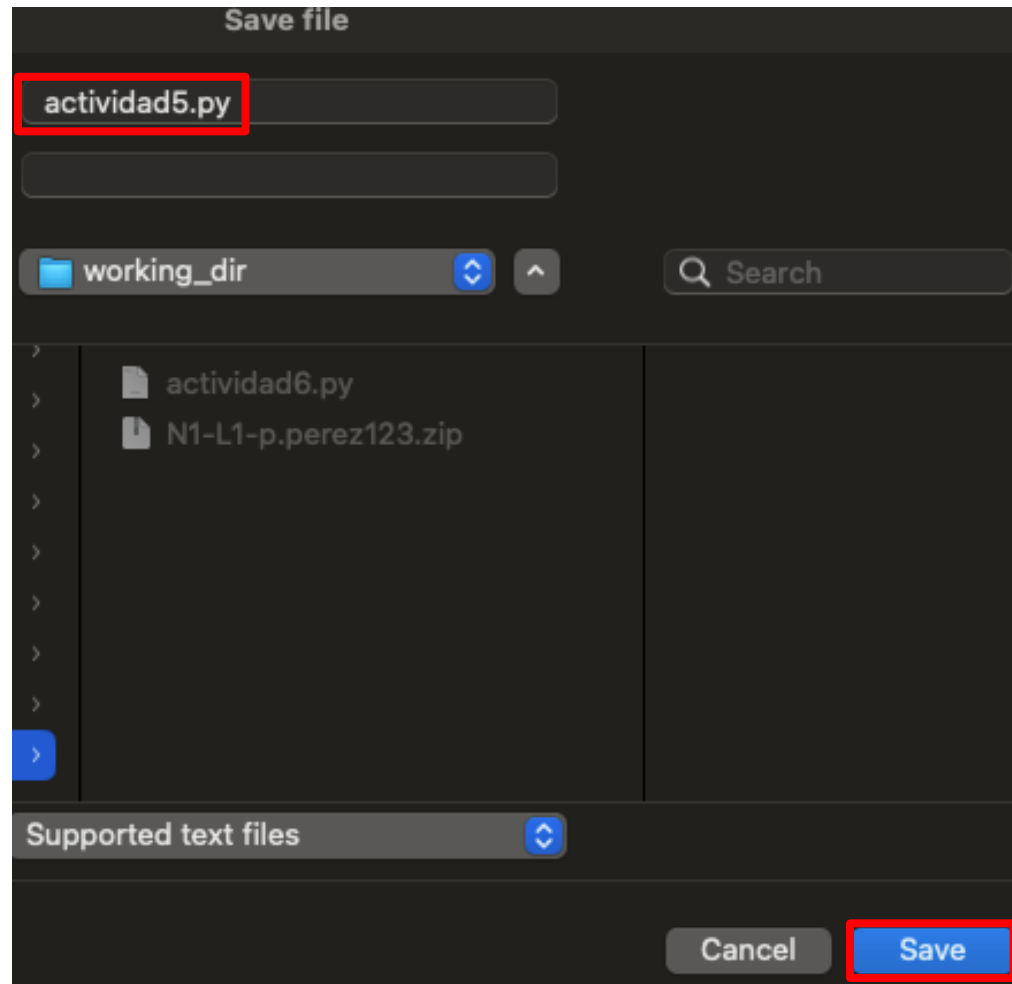 Save file
actividad5.py
working_dir
Search
actividad6.py
N1-L1-p.perez123.zip
Supported text files
Cancel
Save